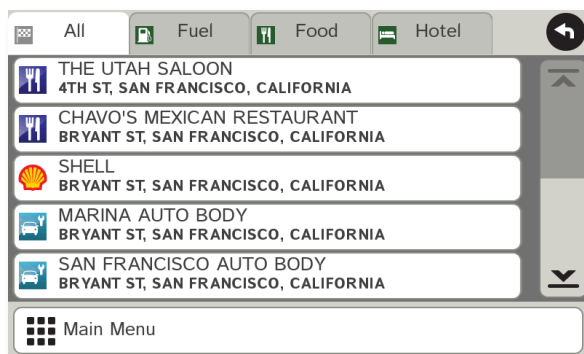 All
Fuel
Food
Hotel
THE UTAH SALOON
4TH ST, SAN FRANCISCO, CALIFORNIA
CHAVO'S MEXICAN RESTAURANT
BRYANT ST, SAN FRANCISCO, CALIFORNIA
SHELL
BRYANT ST, SAN FRANCISCO, CALIFORNIA
MARINA AUTO BODY
BRYANT ST, SAN FRANCISCO, CALIFORNIA
SAN FRANCISCO AUTO BODY
BRYANT ST, SAN FRANCISCO, CALIFORNIA
Main Menu